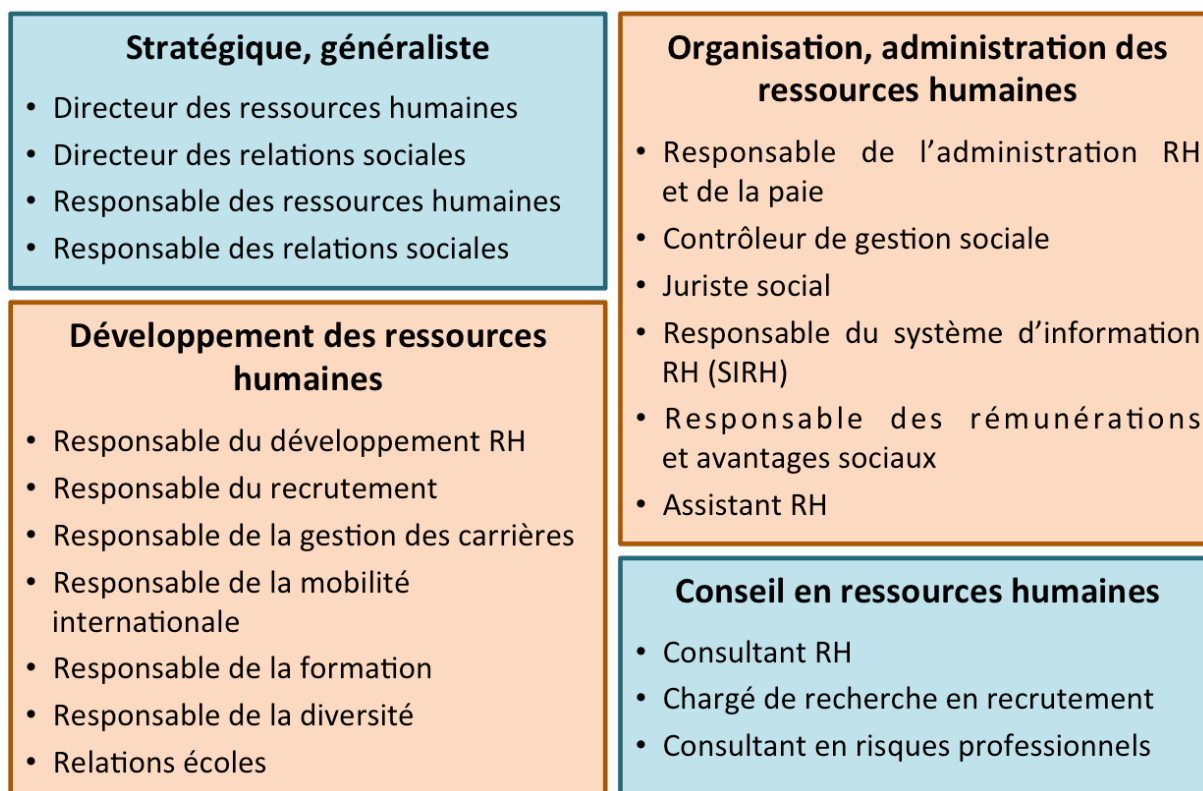 Stratégique, généraliste
• Directeur des ressources humaines
• Directeur des relations sociales
• Responsable des ressources humaines
• Responsable des relations sociales
Développement des ressources
humaines
• Responsable du développement RH
• Responsable du recrutement
• Responsable de la gestion des carrières
• Responsable de la mobilité
internationale
• Responsable de la formation
• Responsable de la diversité
• Relations écoles
Organisation, administration des
ressources humaines
• Responsable de l’administration RH
et de la paie
• Contrôleur de gestion sociale
• Juriste social
• Responsable du système d’information
RH (SIRH)
• Responsable des rémunérations
et avantages sociaux
• Assistant RH
Conseil en ressources humaines
• Consultant RH
• Chargé de recherche en recrutement
• Consultant en risques professionnels